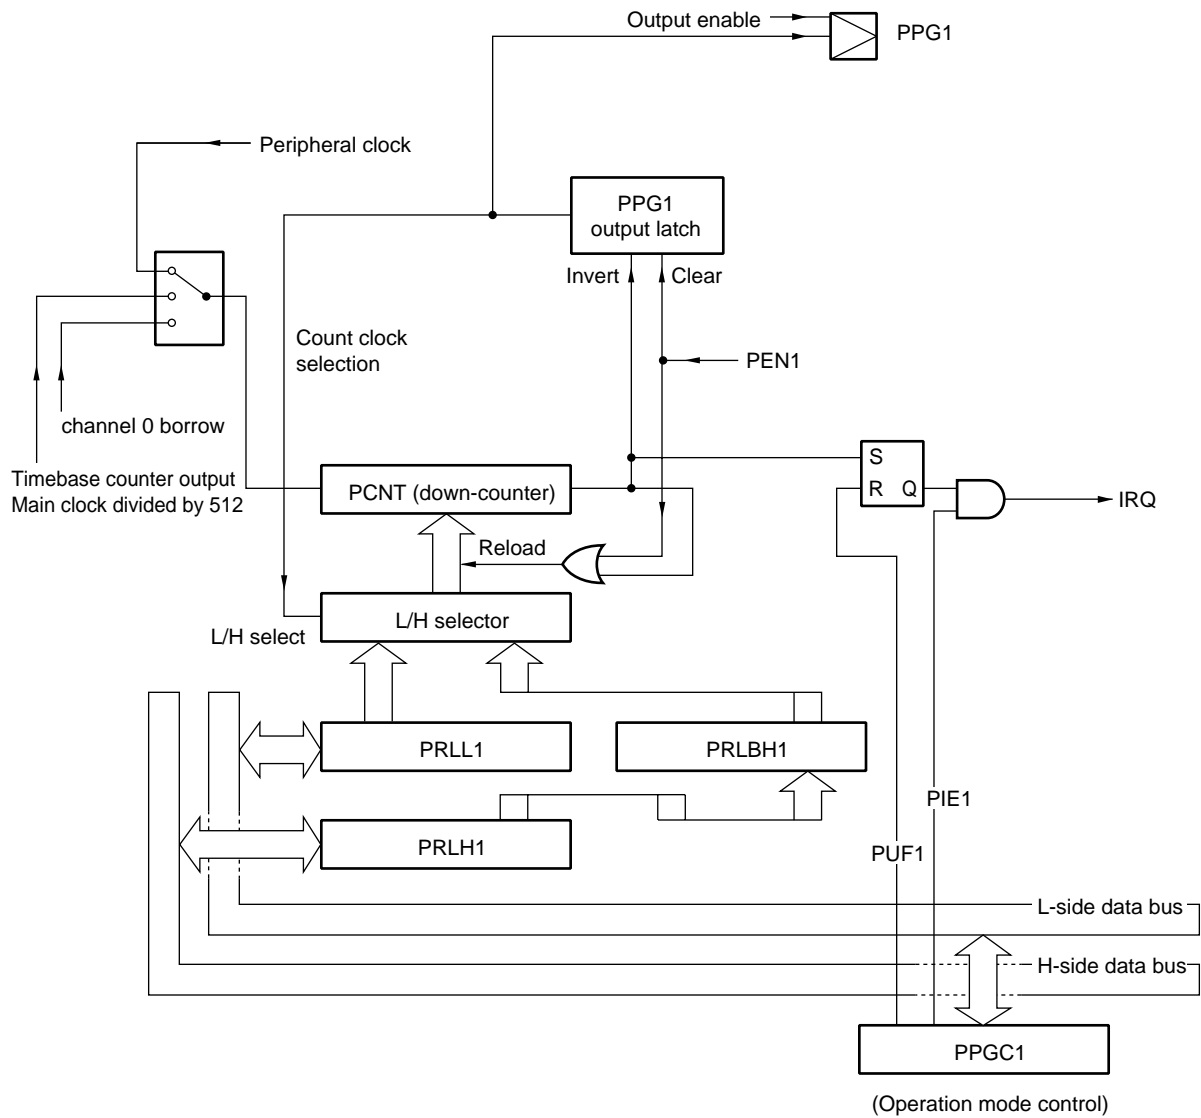 Output enable
PPG1
Peripheral clock
PPG1
output latch
Invert
Clear
Count clock
selection
PEN1
channel 0 borrow
Timebase counter output
Main clock divided by 512
PCNT (down-counter)
S
R Q
IRQ
Reload
L/H selector
L/H select
PRLL1
PRLBH1
PIE1
PRLH1
PUF1
L-side data bus
H-side data bus
PPGC1
(Operation mode control)